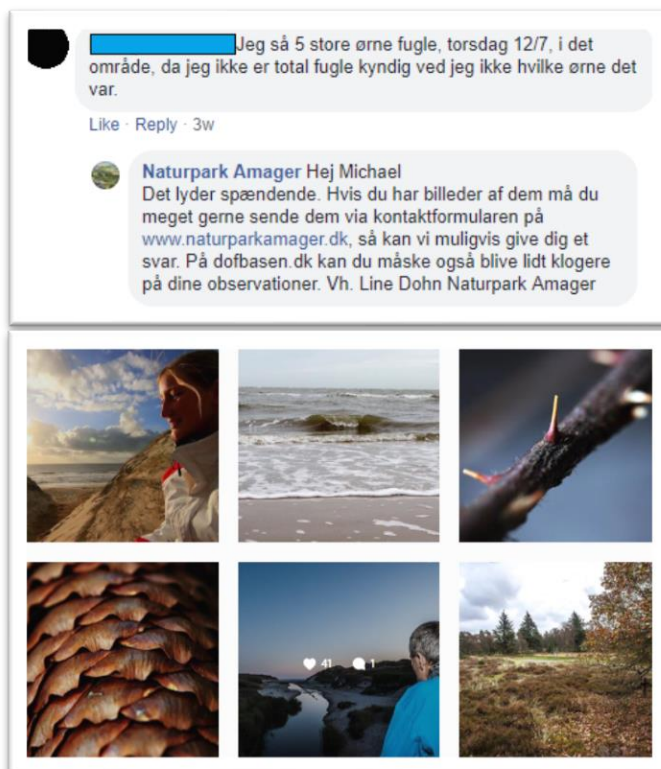 Jeg så 5 store ørne fugle, torsdag 12/7, i det
område, da jeg ikke er total fugle kyndig ved jeg ikke hvilke ørne det
var.
Like · Reply · 3w
Naturpark Amager Hej Michael
Det lyder spændende. Hvis du har billeder af dem må du
meget gerne sende dem via kontaktformularen på
www.naturparkamager.dk, så kan vi muligvis give dig et
svar. På dofbasen.dk kan du måske også blive lidt klogere
på dine observationer. Vh. Line Dohn Naturpark Amager
41 1